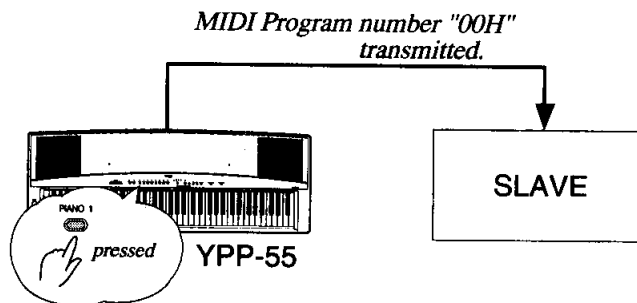 MIDI Program number "00H"
transmitted.
SLAVE
PIANO 1
pressed
YPP-55